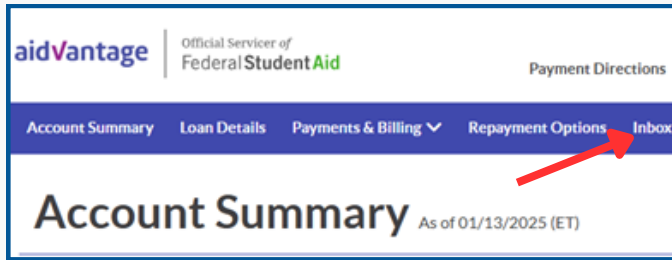 aidvantage
Official Servicer of
Federal Student Aid
Payment Directions
Account Summary Loan Details Payments & Billing Repayment Options Inbox
Account Summary As of 01/13/2025 (ET)